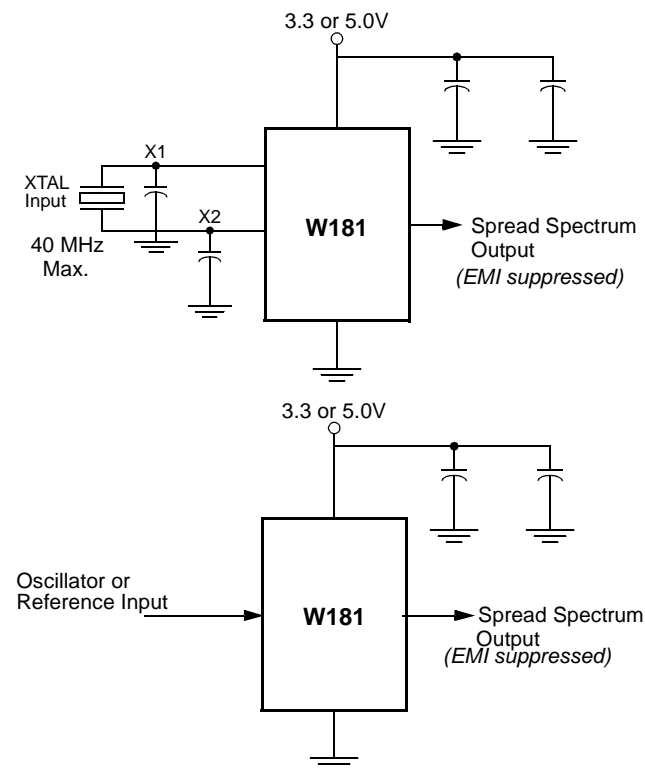 3.3 or 5.0V
X1
XTAL
Input
X2
40 MHz
Max.
W181
Spread Spectrum
Output
(EMI suppressed)
3.3 or 5.0V
Oscillator or
Reference Input
W181
Spread Spectrum
Output
(EMI suppressed)